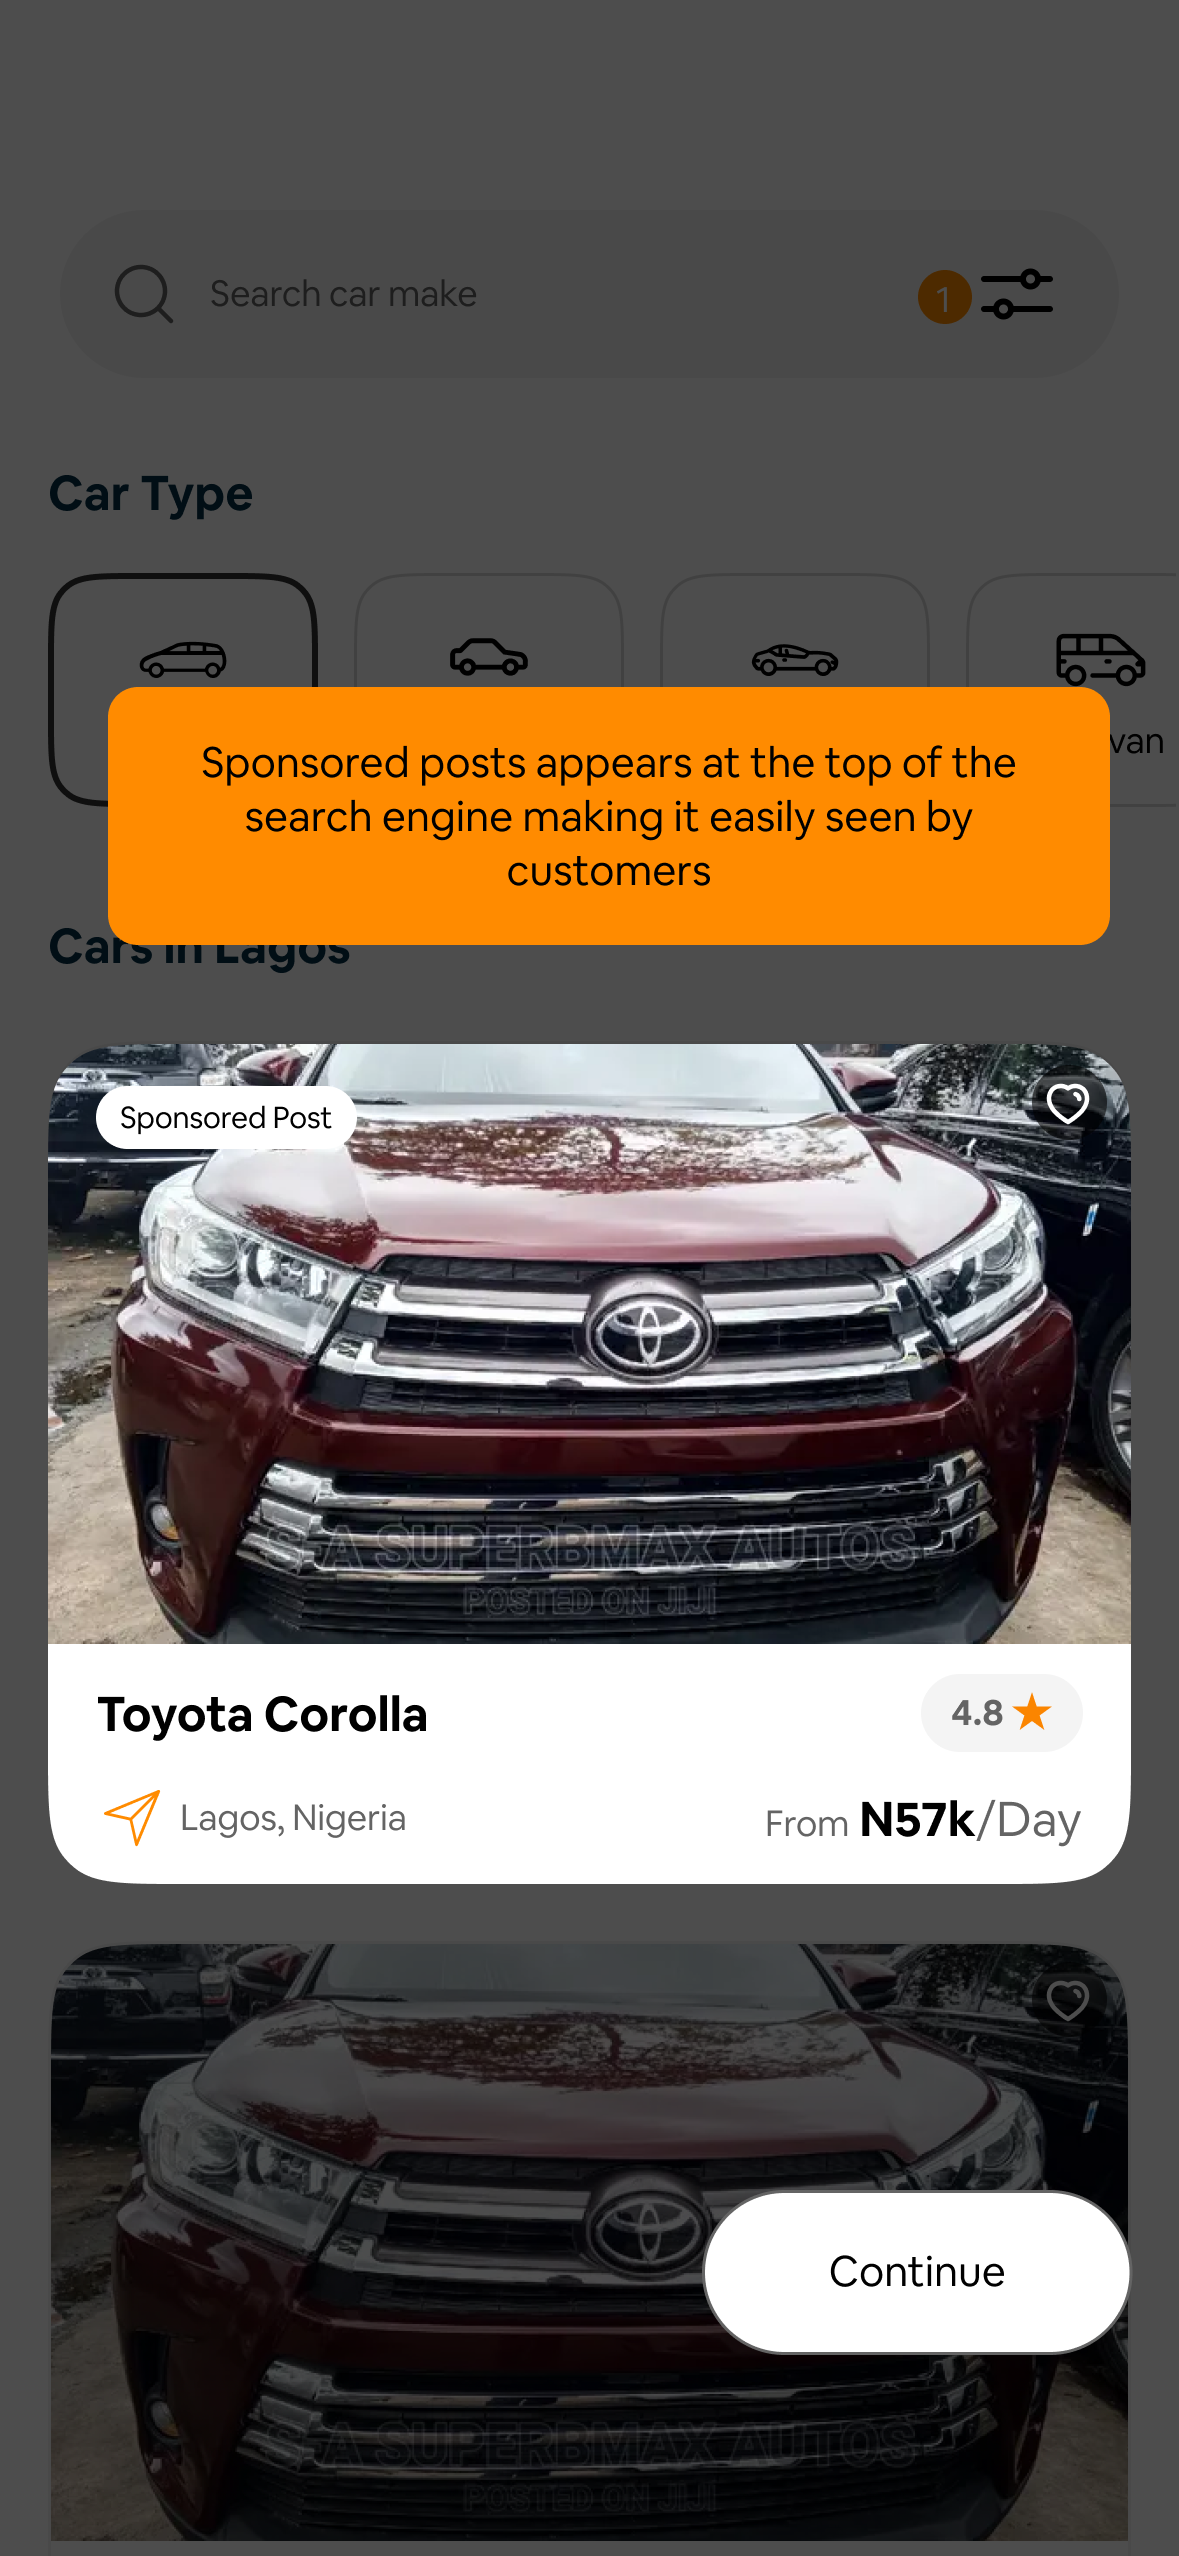 Search car make
1
Car Type
van
Sponsored posts appears at the top of the
search engine making it easily seen by
customers
Cars in Lagos
Sponsored Post
S.A SUPERBMAX AUTOS
POSTED ON JIJI
Toyota Corolla
4.8
Lagos, Nigeria
From N57k/Day
Continue
S.A SUPERBMAX AUTOS
POSTED ON JIJI